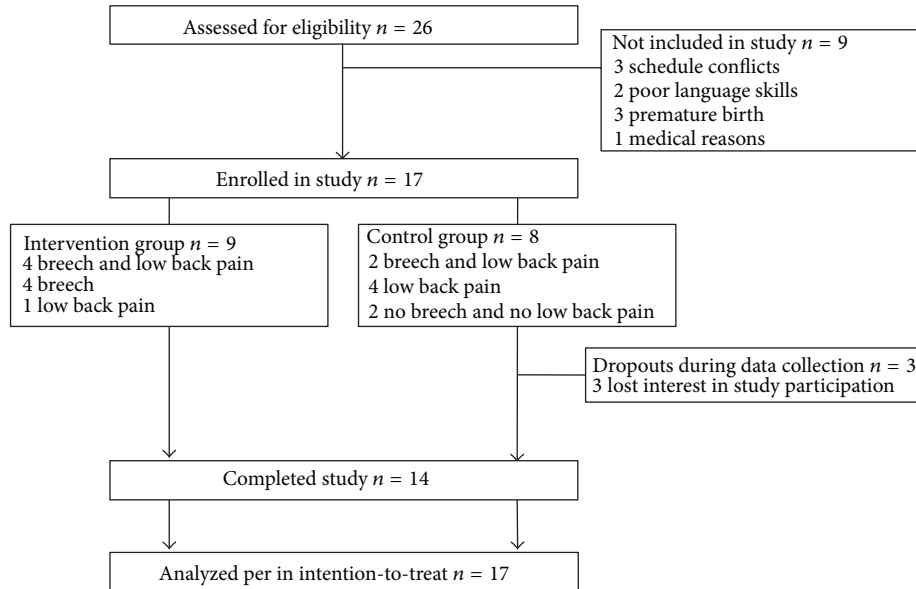 Assessed for eligibility n = 26
Not included in study n = 9
3 schedule conflicts
2 poor language skills
3 premature birth
1 medical reasons
Enrolled in study n = 17
Intervention group n = 9
4 breech and low back pain
4 breech
1 low back pain
Control group n = 8
2 breech and low back pain
4 low back pain
2 no breech and no low back pain
Dropouts during data collection n = 3
3 lost interest in study participation
Completed study n = 14
Analyzed per in intention-to-treat n = 17